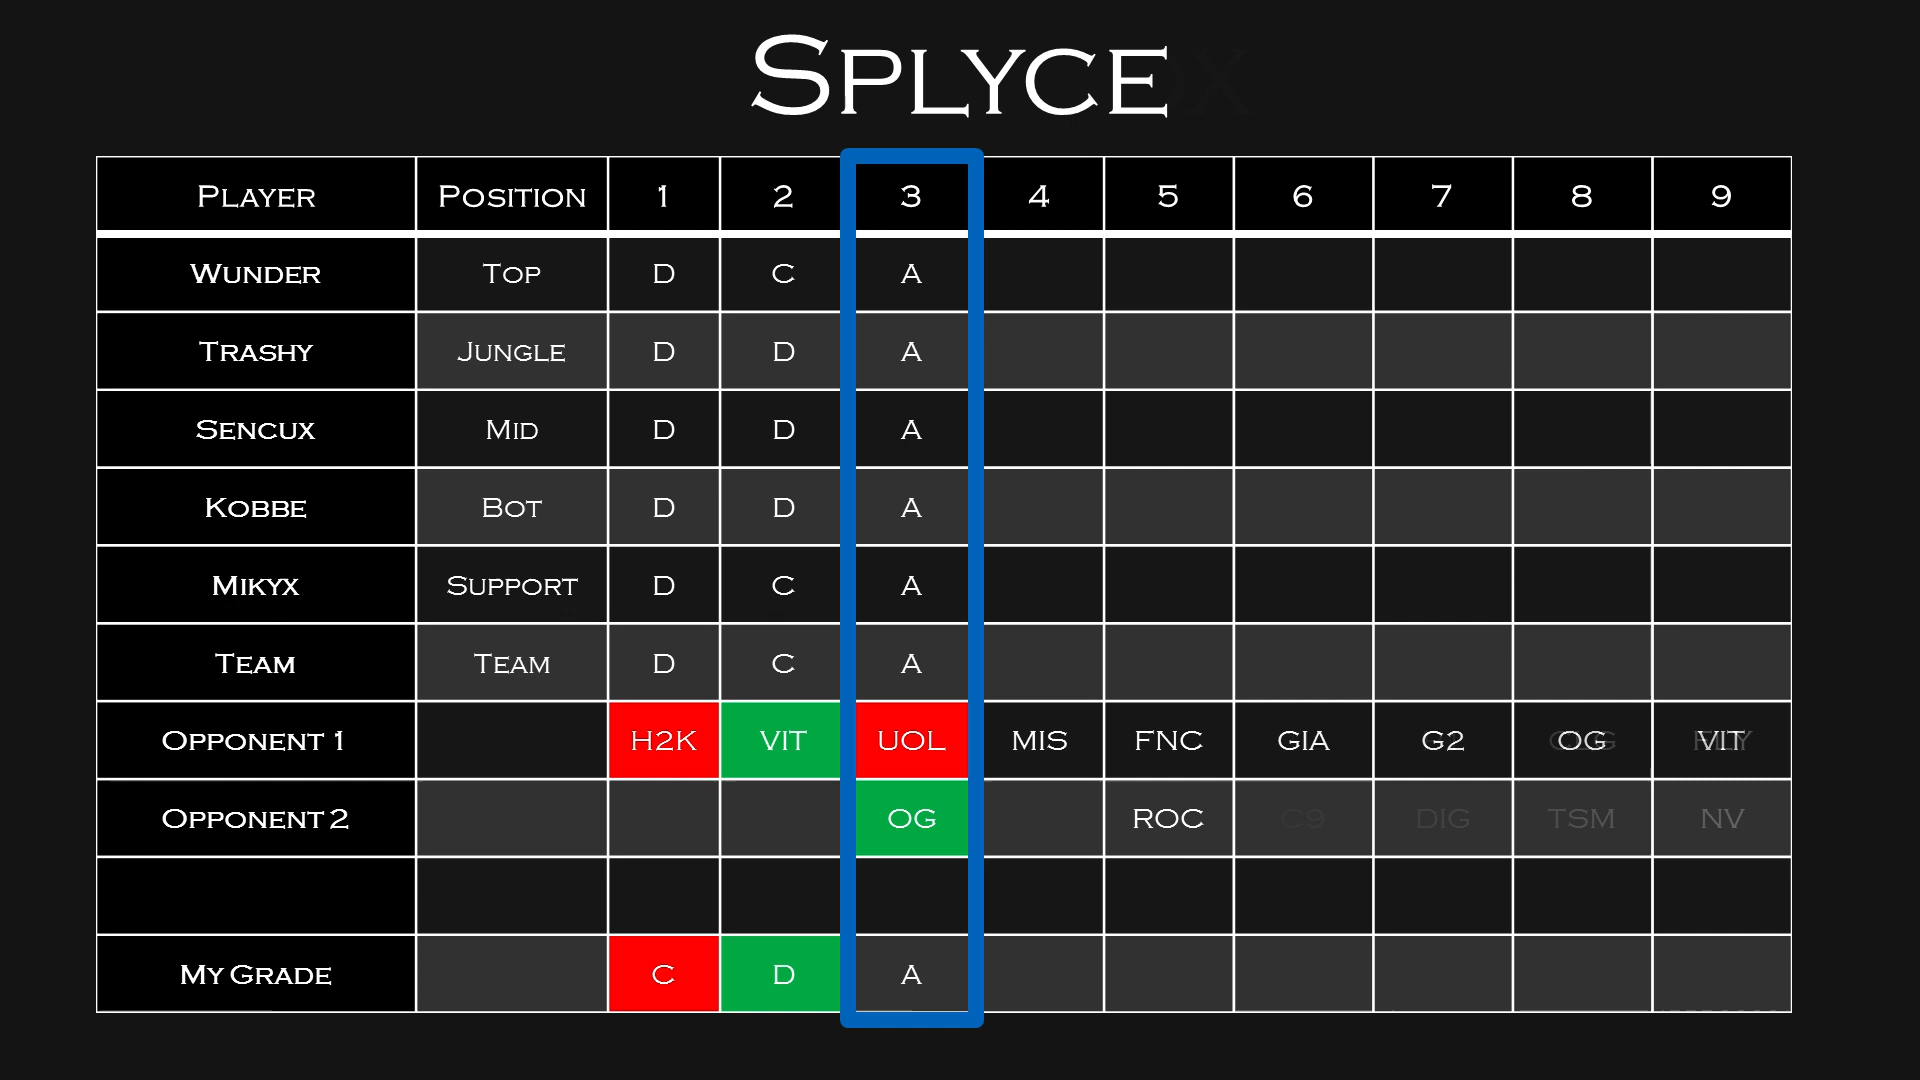 SPLYCE
PLAYER POSITION 1 2 3 4 5 6 7 8 9
WUNDER TOP D C A
TRASHY JUNGLE D D A
SENCUX MID D D A
KOBBE BOT D D A
MIKYX SUPPORT D C A
TEAM TEAM D C A
OPPONENT 1 H2K VIT UOL MIS FNC GIA G2 OG VIT
OPPONENT 2 OG ROC C9 DIG TSM NV
MY GRADE C D A